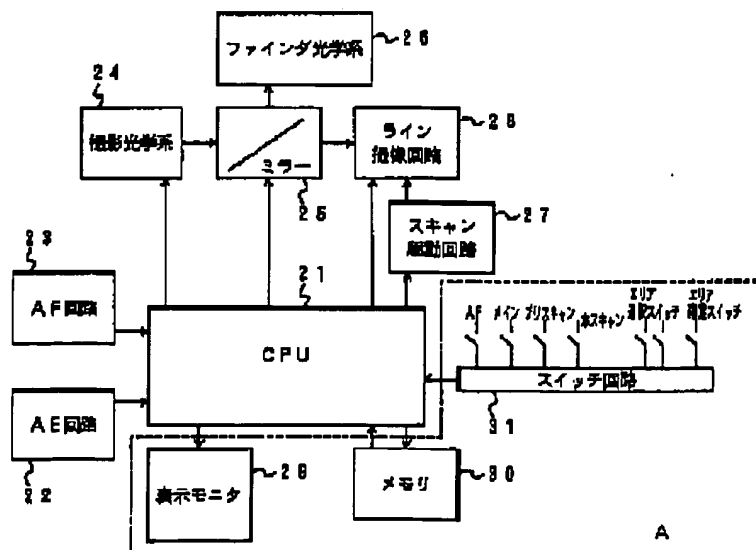 ファインダ光学系
26
24
撮影光学系
ミラー
25
ライン
撮像回路
28
スキャン
駆動回路
27
23
AF回路
21
CPU
AF
メイン
プリスキャン
本スキャン
エリア
選択スイッチ
エリア
確定スイッチ
スイッチ回路
31
AE回路
22
表示モニタ
29
メモリ
30
A